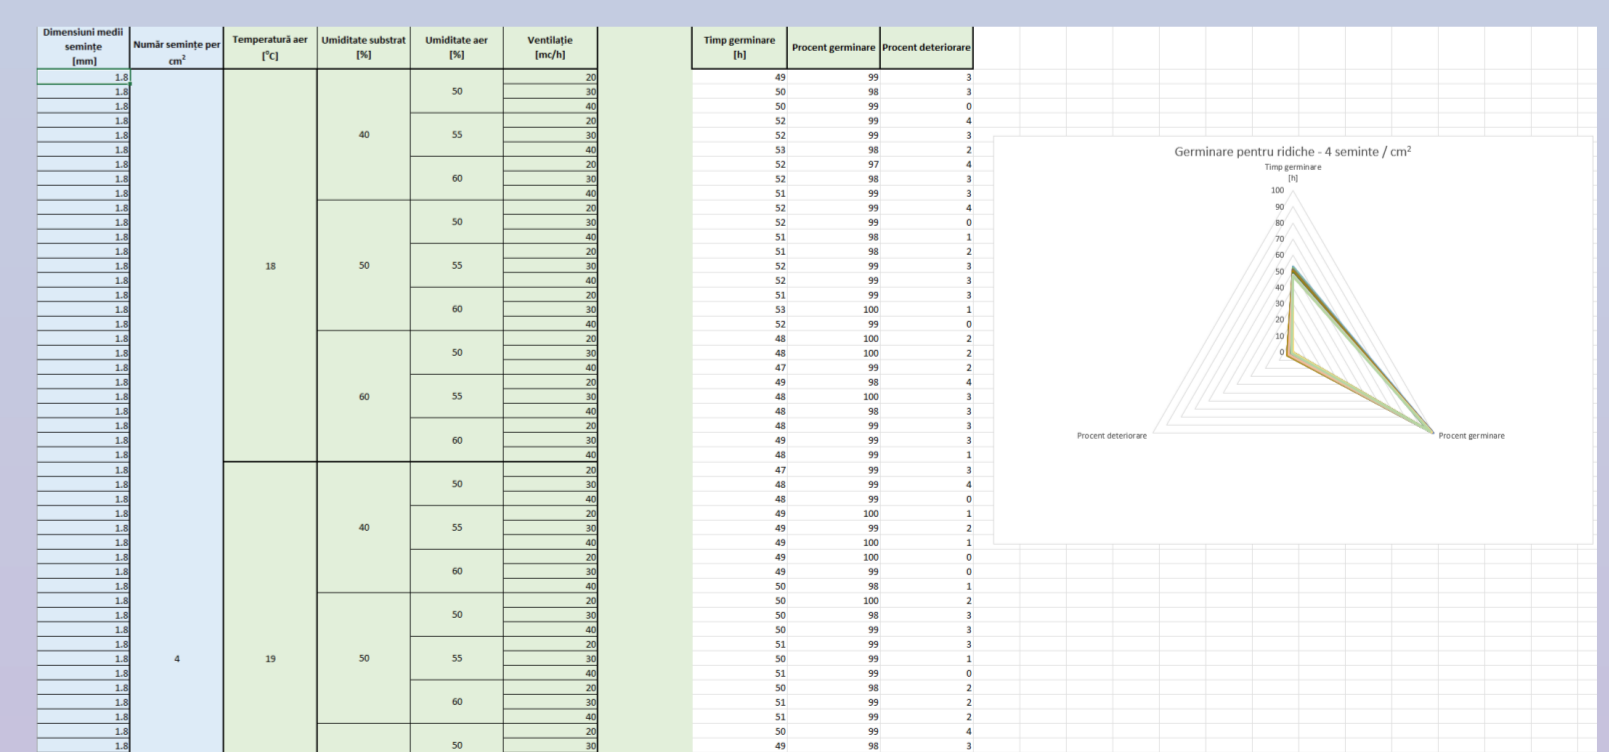 Dimensiuni medii
semințe
[mm]
Număr semințe per
cm²
Temperatură aer
[°C]
Umiditate substrat
[%]
Umiditate aer
[%]
Ventilație
[mc/h]
Timp germinare
[h]
Procent germinare
Procent deteriorare
1.8 20 49 99 3
1.8 50 30 50 98 3
1.8 40 50 99 0
1.8 20 52 99 4
1.8 40 55 30 52 99 3
1.8 40 53 98 2
1.8 20 52 97 4
1.8 60 30 52 98 3
1.8 40 51 99 3
1.8 20 52 99 4
1.8 50 30 52 99 0
1.8 40 51 98 1
1.8 20 51 98 2
1.8 18 50 55 30 52 99 3
1.8 40 52 99 3
1.8 20 51 99 3
1.8 60 30 53 100 1
1.8 40 52 99 0
1.8 20 48 100 2
1.8 50 30 48 100 2
1.8 40 47 99 2
1.8 20 49 98 4
1.8 60 55 30 48 100 3
1.8 40 48 98 3
1.8 20 48 99 3
1.8 60 30 49 99 3
1.8 40 48 99 1
1.8 20 47 99 3
1.8 50 30 48 99 4
1.8 40 48 99 0
1.8 20 49 100 1
1.8 40 55 30 49 99 2
1.8 40 49 100 1
1.8 20 49 100 0
1.8 60 30 49 99 0
1.8 40 50 98 1
1.8 20 50 100 2
1.8 50 30 50 98 3
1.8 40 50 99 3
1.8 20 51 99 3
1.8 4 19 50 55 30 50 99 1
1.8 40 51 99 0
1.8 20 50 98 2
1.8 60 30 51 99 2
1.8 40 51 99 2
1.8 20 50 99 4
1.8 50 30 49 98 3
Germinare pentru ridiche - 4 seminte / cm²
Timp germinare
[h]
100
90
80
70
60
50
40
30
20
10
0
Procent deteriorare
Procent germinare